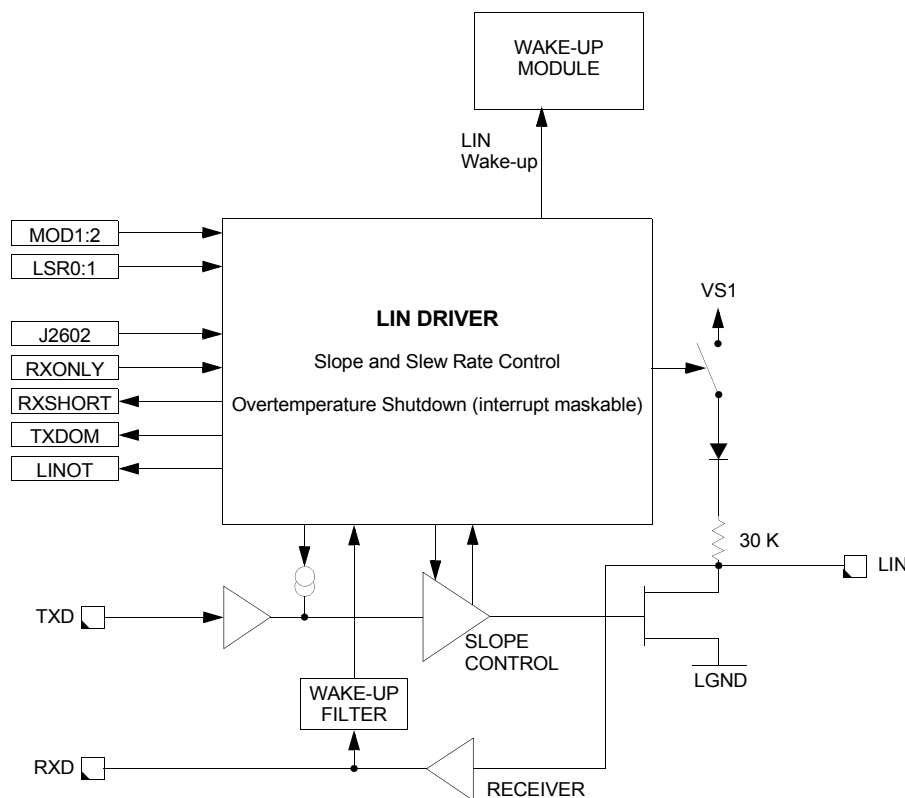 WAKE-UP
MODULE
LIN
Wake-up
MOD1:2
LSR0:1
J2602
RXONLY
RXSHORT
TXDOM
LINOT
LIN DRIVER
Slope and Slew Rate Control
Overtemperature Shutdown (interrupt maskable)
VS1
30 K
LIN
TXD
SLOPE
CONTROL
LGND
WAKE-UP
FILTER
RXD
RECEIVER